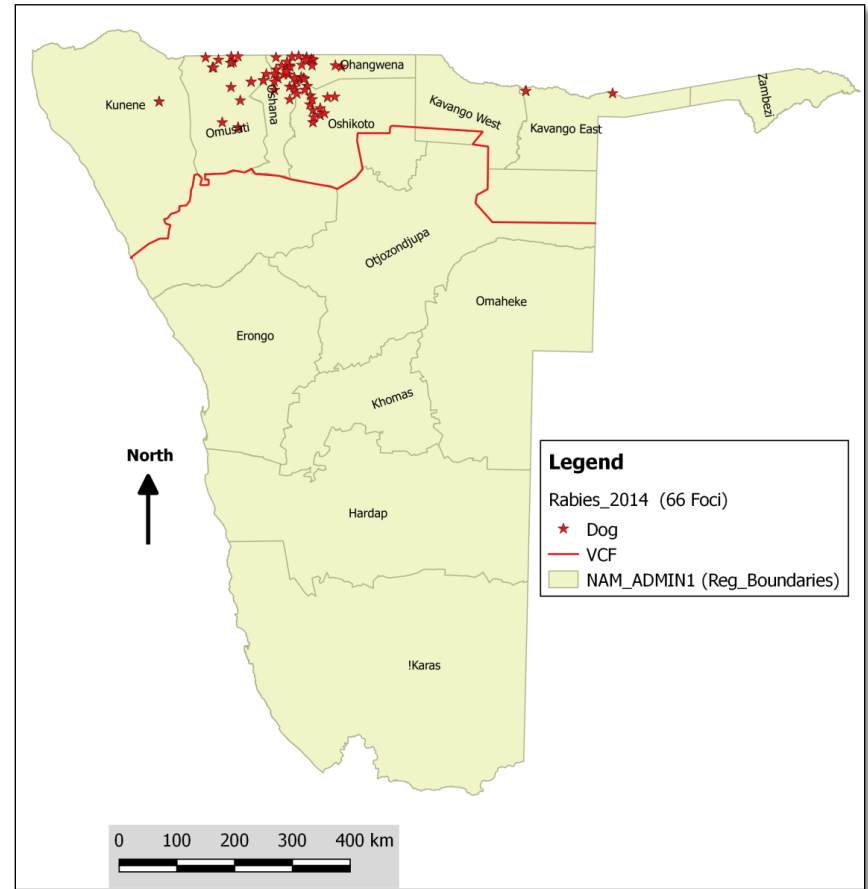 Ohangwena
Zambezi
Kunene
Oshana
Kavango West
Omusati
Oshikoto
Kavango East
Otjozondjupa
Omaheke
Erongo
Khomas
North
Hardap
!Karas
Legend
Rabies_2014 (66 Foci)
Dog
VCF
NAM_ADMIN1 (Reg_Boundaries)
0 100 200 300 400 km